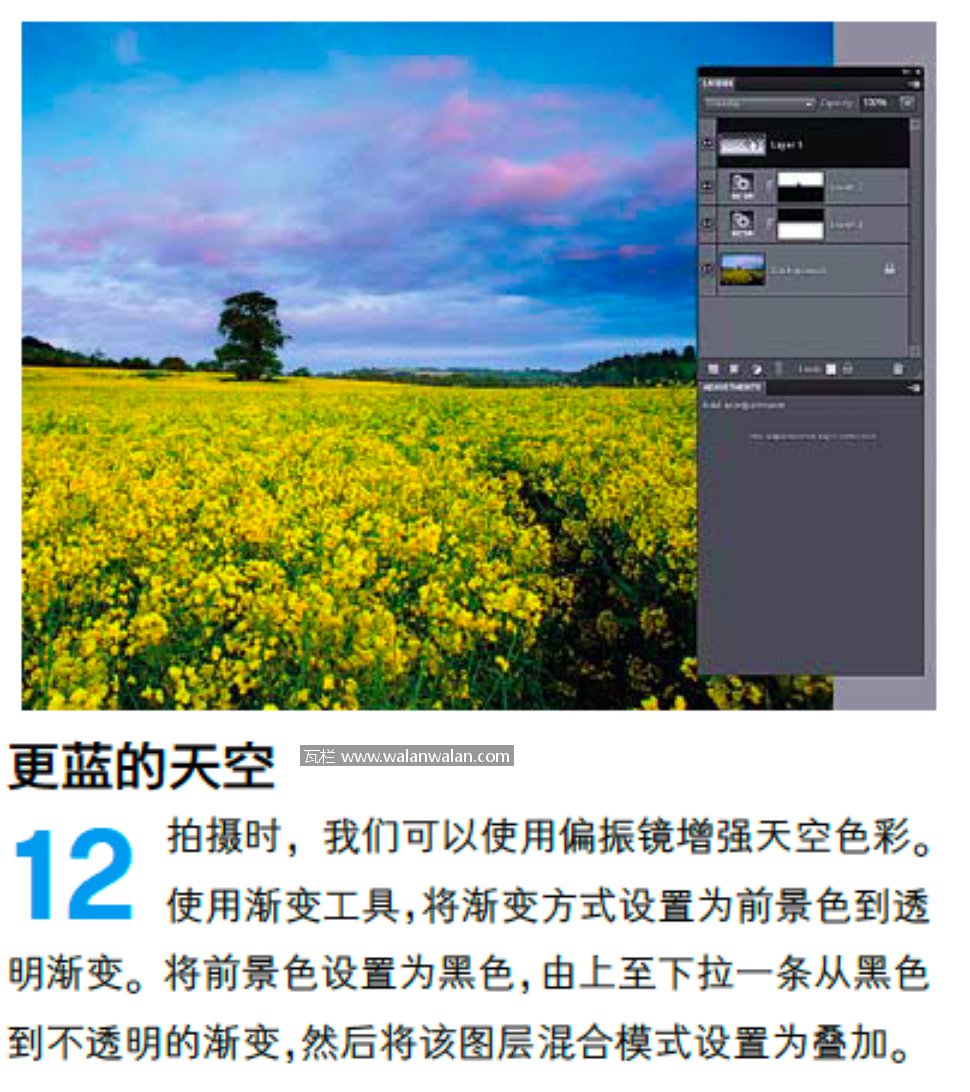 LAYERS
Opacity: 100%
Layer 1
Background
Lock:
ADJUSTMENTS
Add an adjustment
更蓝的天空
瓦栏 www.walanwalan.com
12
拍摄时，我们可以使用偏振镜增强天空色彩。
使用渐变工具,将渐变方式设置为前景色到透
明渐变。将前景色设置为黑色,由上至下拉一条从黑色
到不透明的渐变,然后将该图层混合模式设置为叠加。